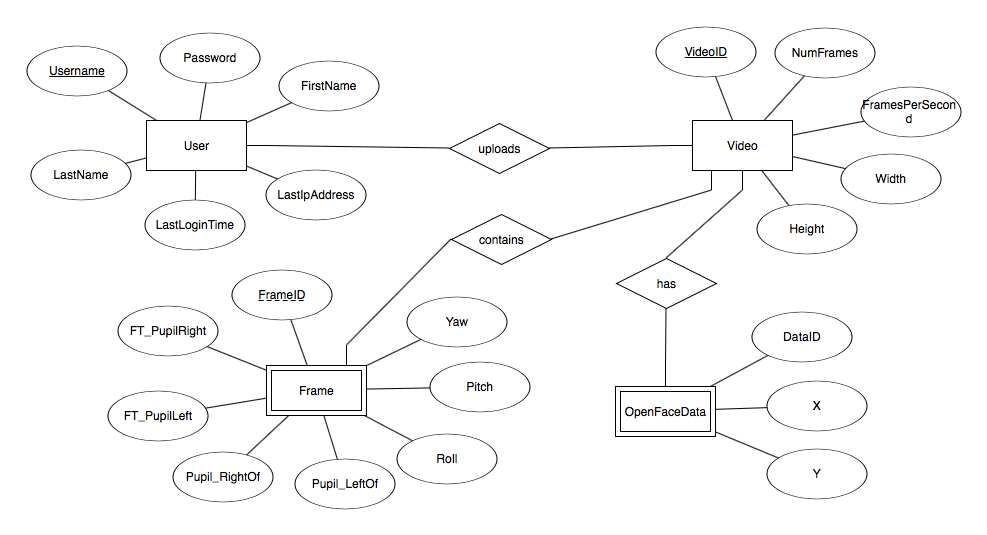 Username
Password
FirstName
User
LastName
LastLoginTime
LastIpAddress
uploads
VideoID
NumFrames
FramesPerSecon
d
Video
Width
Height
contains
has
FrameID
FT_PupilRight
Yaw
Frame
Pitch
FT_PupilLeft
Roll
Pupil_RightOf
Pupil_LeftOf
DataID
OpenFaceData
X
Y